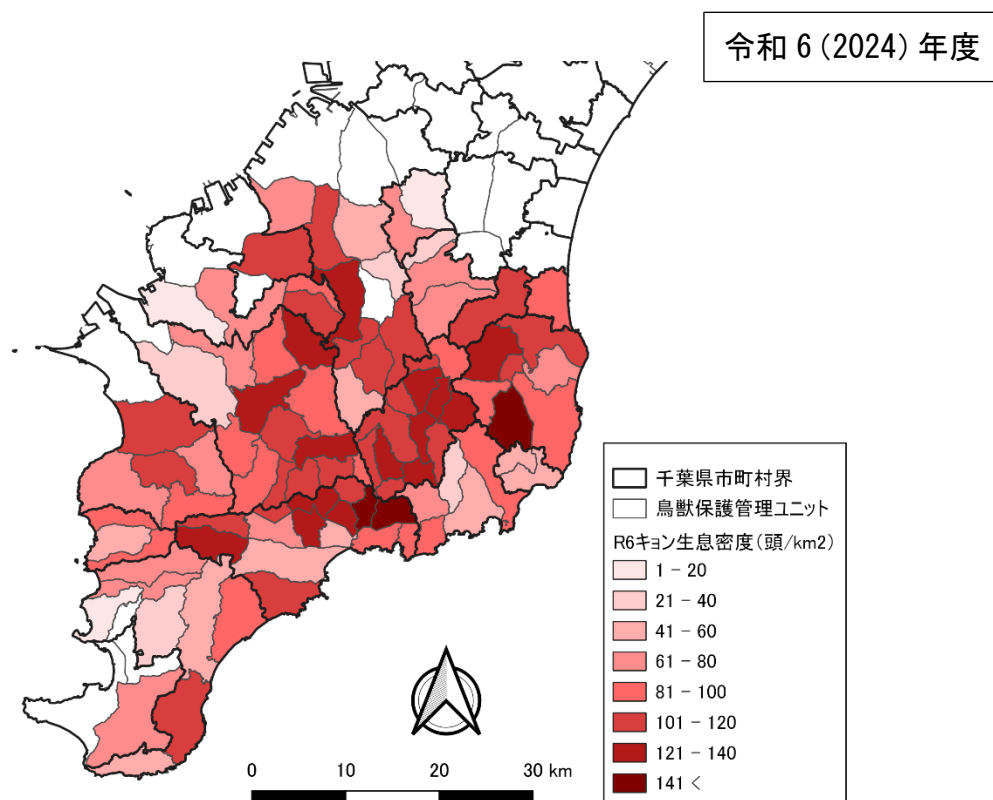 令和6(2024)年度
千葉県市町村界
鳥獣保護管理ユニット
R6キョン生息密度(頭/km2)
1 - 20
21 - 40
41 - 60
61 - 80
81 - 100
101 - 120
121 - 140
141 <
0 10 20 30 km